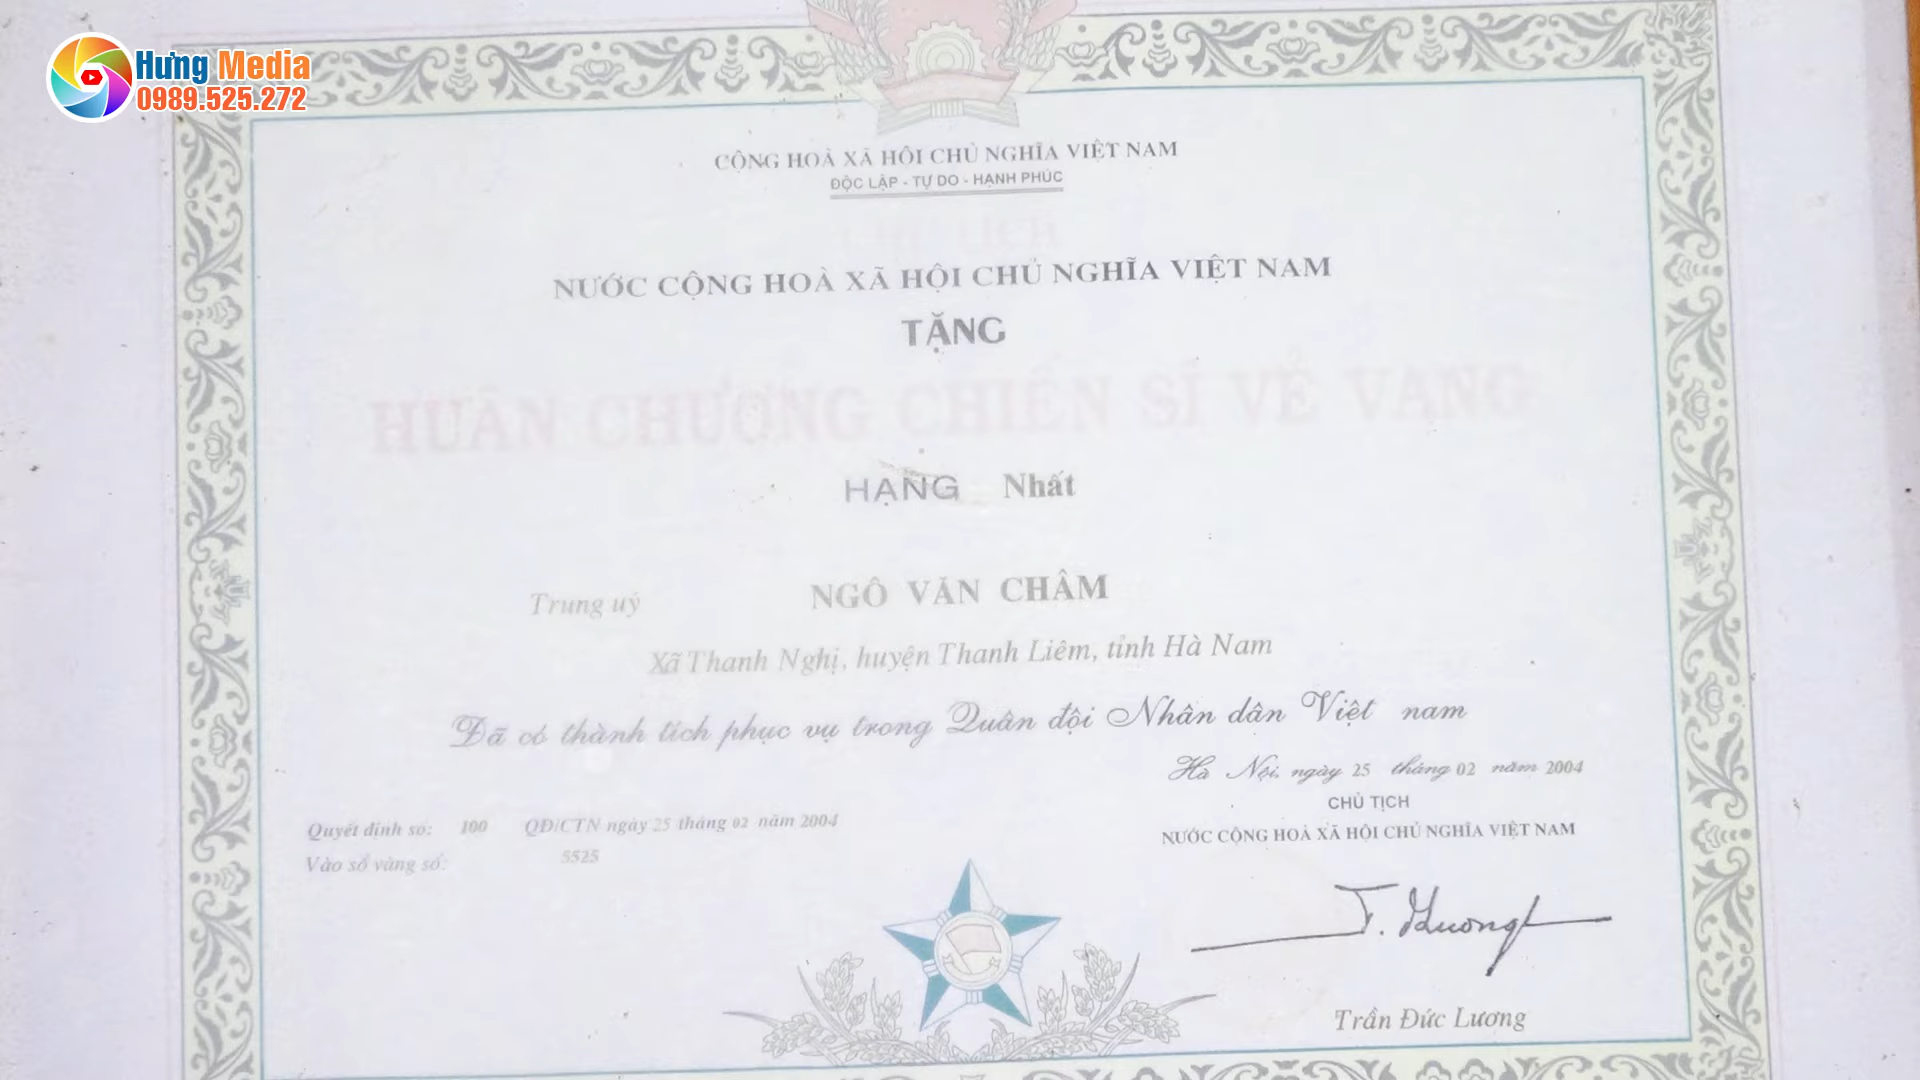 Hưng Media
0989.525.272
CỘNG HOÀ XÃ HÔI CHỦ NGHĨA VIỆT NAM
ĐỘC LẬP - TỰ DO - HẠNH PHÚC
CHỦ TỊCH
NƯỚC CỘNG HOÀ XÃ HỘI CHỦ NGHĨA VIỆT NAM
TẶNG
HUÂN CHƯƠNG CHIẾN SĨ VẺ VANG
HẠNG Nhất
Trung uý NGÔ VĂN CHÂM
Xã Thanh Nghị, huyện Thanh Liêm, tỉnh Hà Nam
Đã có thành tích phục vụ trong Quân đội Nhân dân Việt nam
Hà Nội, ngày 25 tháng 02 năm 2004
CHỦ TỊCH
NƯỚC CỘNG HOÀ XÃ HỘI CHỦ NGHĨA VIỆT NAM
Quyết định số: 100 QĐ/CTN ngày 25 tháng 02 năm 2004
Vào sổ vàng số: 5525
T. Lương
Trần Đức Lương